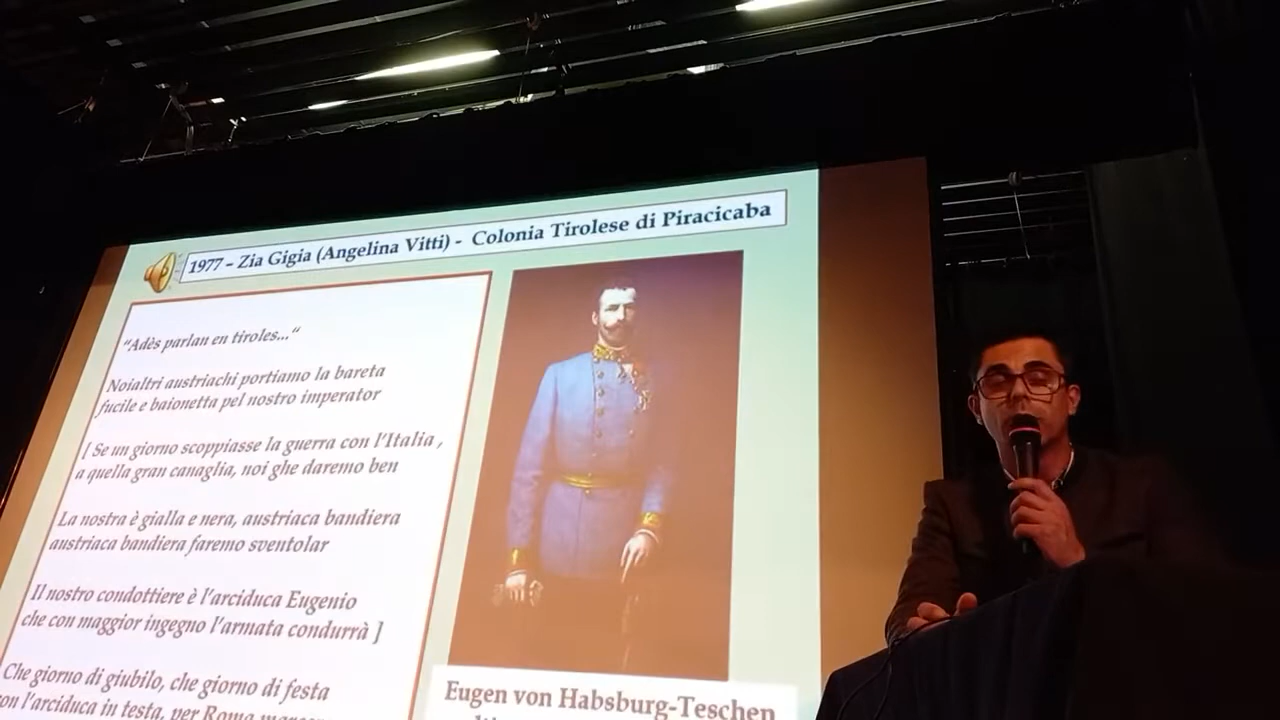 1977 – Zia Gigia (Angelina Vitti) - Colonia Tirolese di Piracicaba
“Adès parlan en tiroles...“
Noialtri austriachi portiamo la bareta
fucile e baionetta pel nostro imperator
[ Se un giorno scoppiasse la guerra con l'Italia ,
a quella gran canaglia, noi ghe daremo ben
La nostra è gialla e nera, austriaca bandiera
austriaca bandiera faremo sventolar
Il nostro condottiere è l'arciduca Eugenio
che con maggior ingegno l'armata condurrà ]
Che giorno di giubilo, che giorno di festa
con l'arciduca in testa, per Roma
Eugen von Habsburg-Teschen